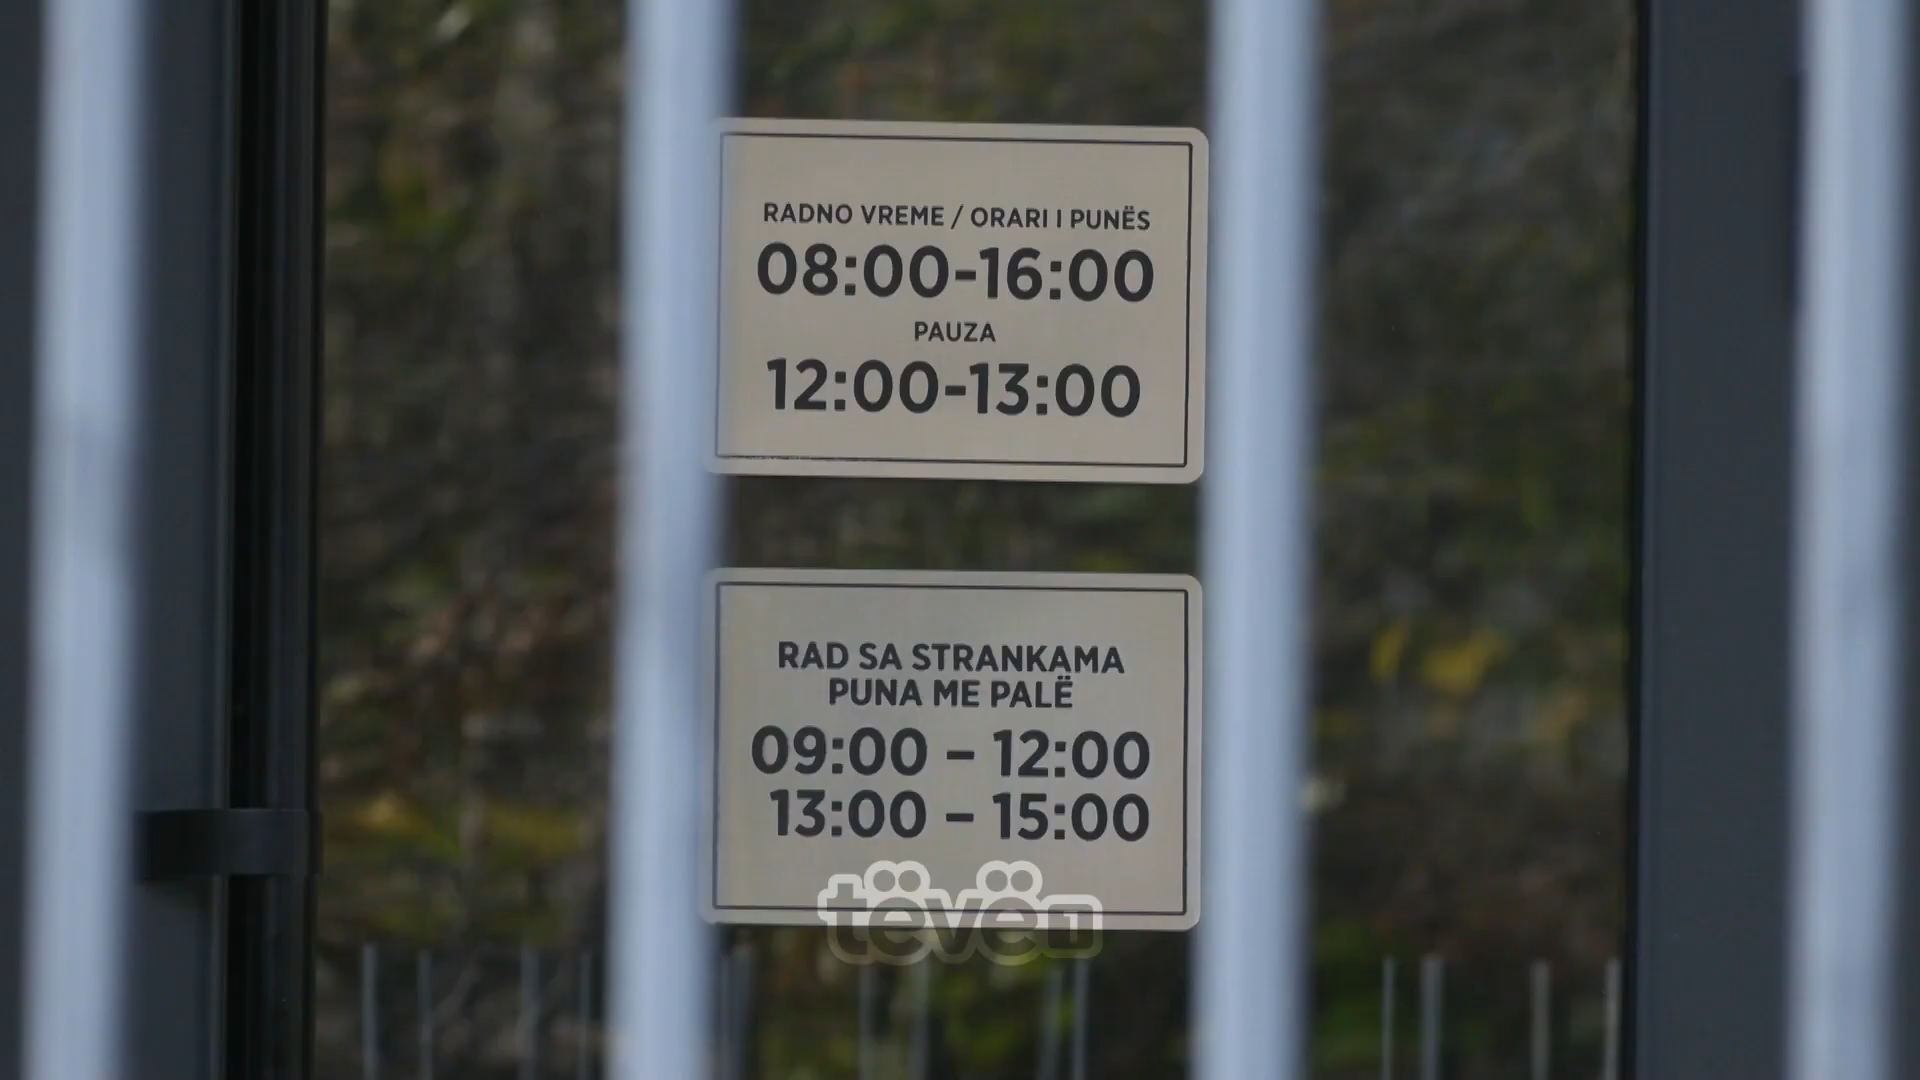 RADNO VREME / ORARI I PUNËS
08:00-16:00
PAUZA
12:00-13:00
RAD SA STRANKAMA
PUNA ME PALË
09:00 – 12:00
13:00 – 15:00
tëvë1